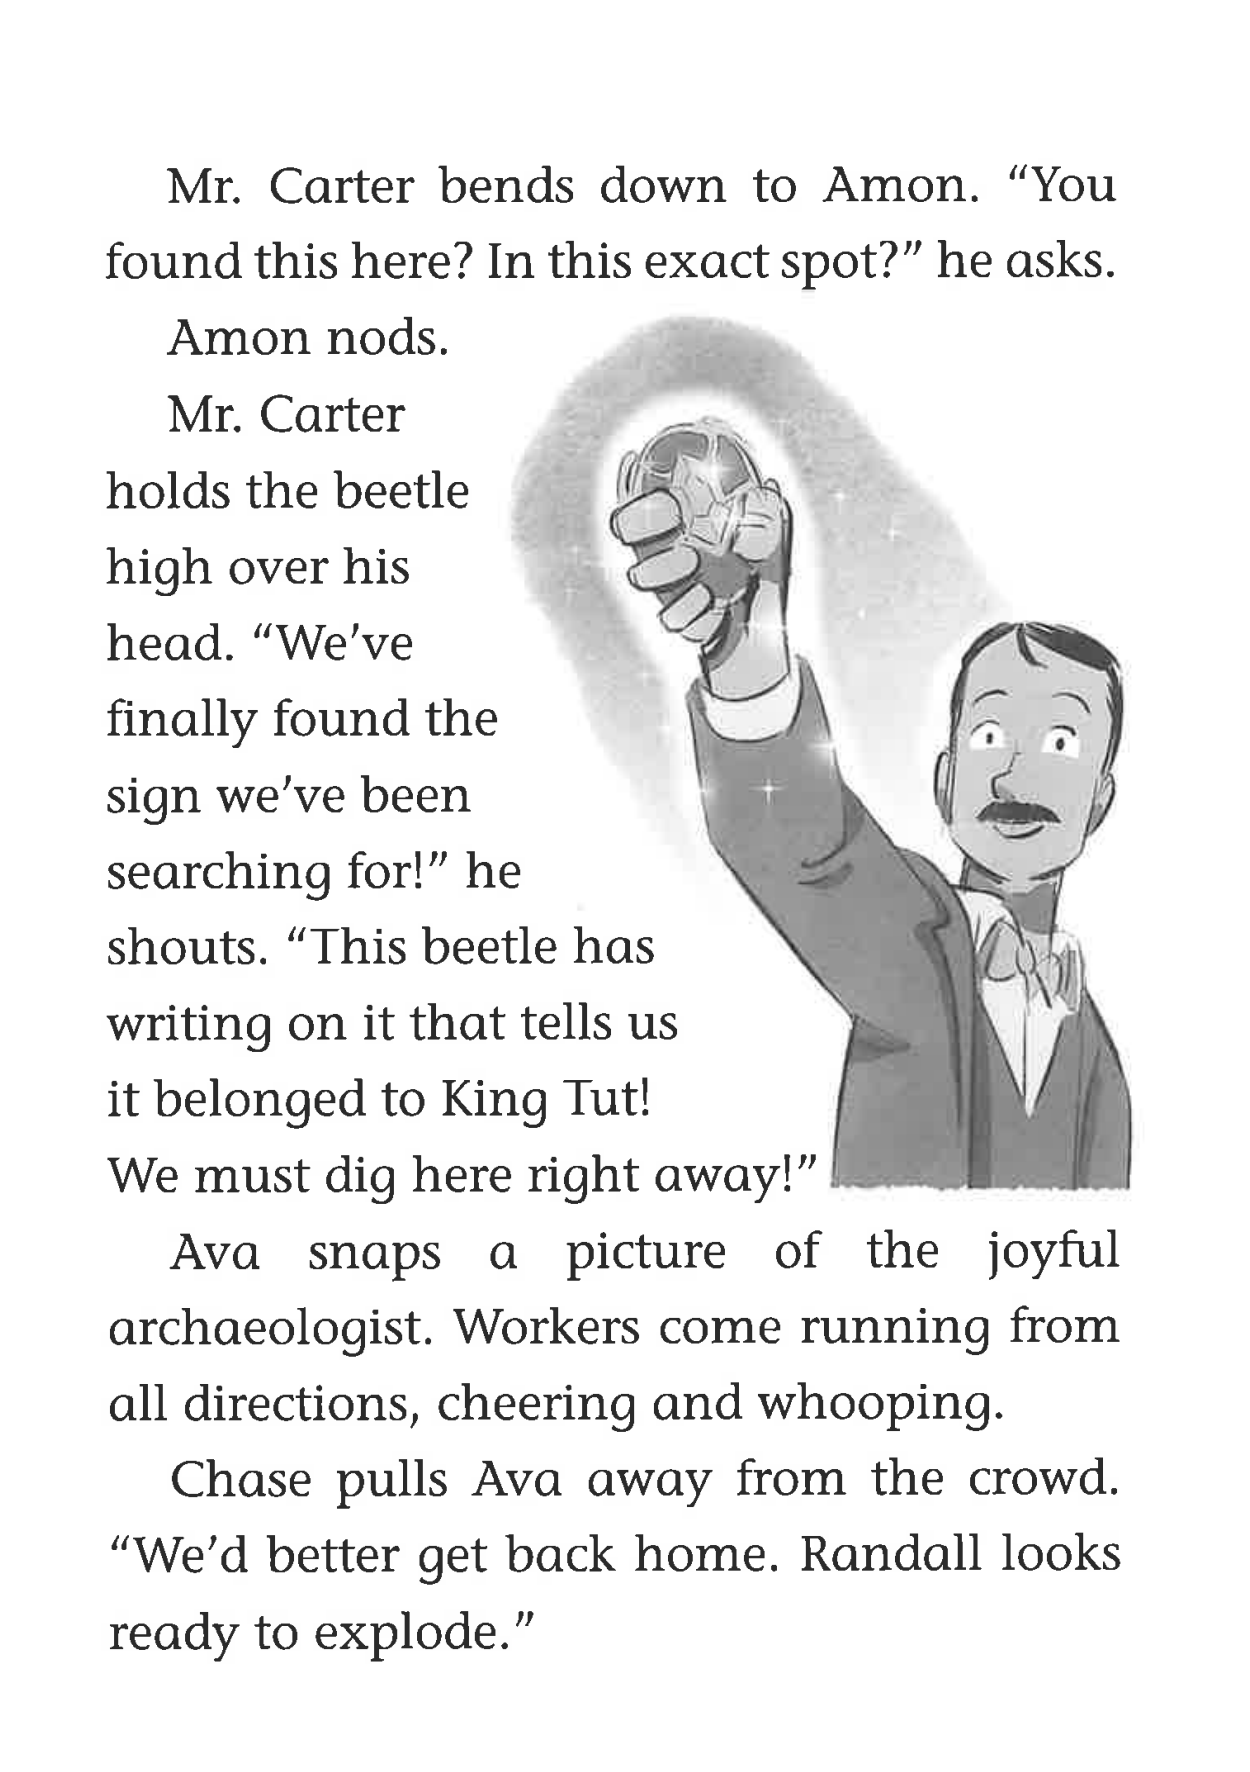 Mr. Carter bends down to Amon. “You
found this here? In this exact spot?” he asks.
Amon nods.
Mr. Carter
holds the beetle
high over his
head. “We’ve
finally found the
sign we’ve been
searching for!” he
shouts. “This beetle has
writing on it that tells us
it belonged to King Tut!
We must dig here right away!”
Ava snaps a picture of the joyful
archaeologist. Workers come running from
all directions, cheering and whooping.
Chase pulls Ava away from the crowd.
“We’d better get back home. Randall looks
ready to explode.”